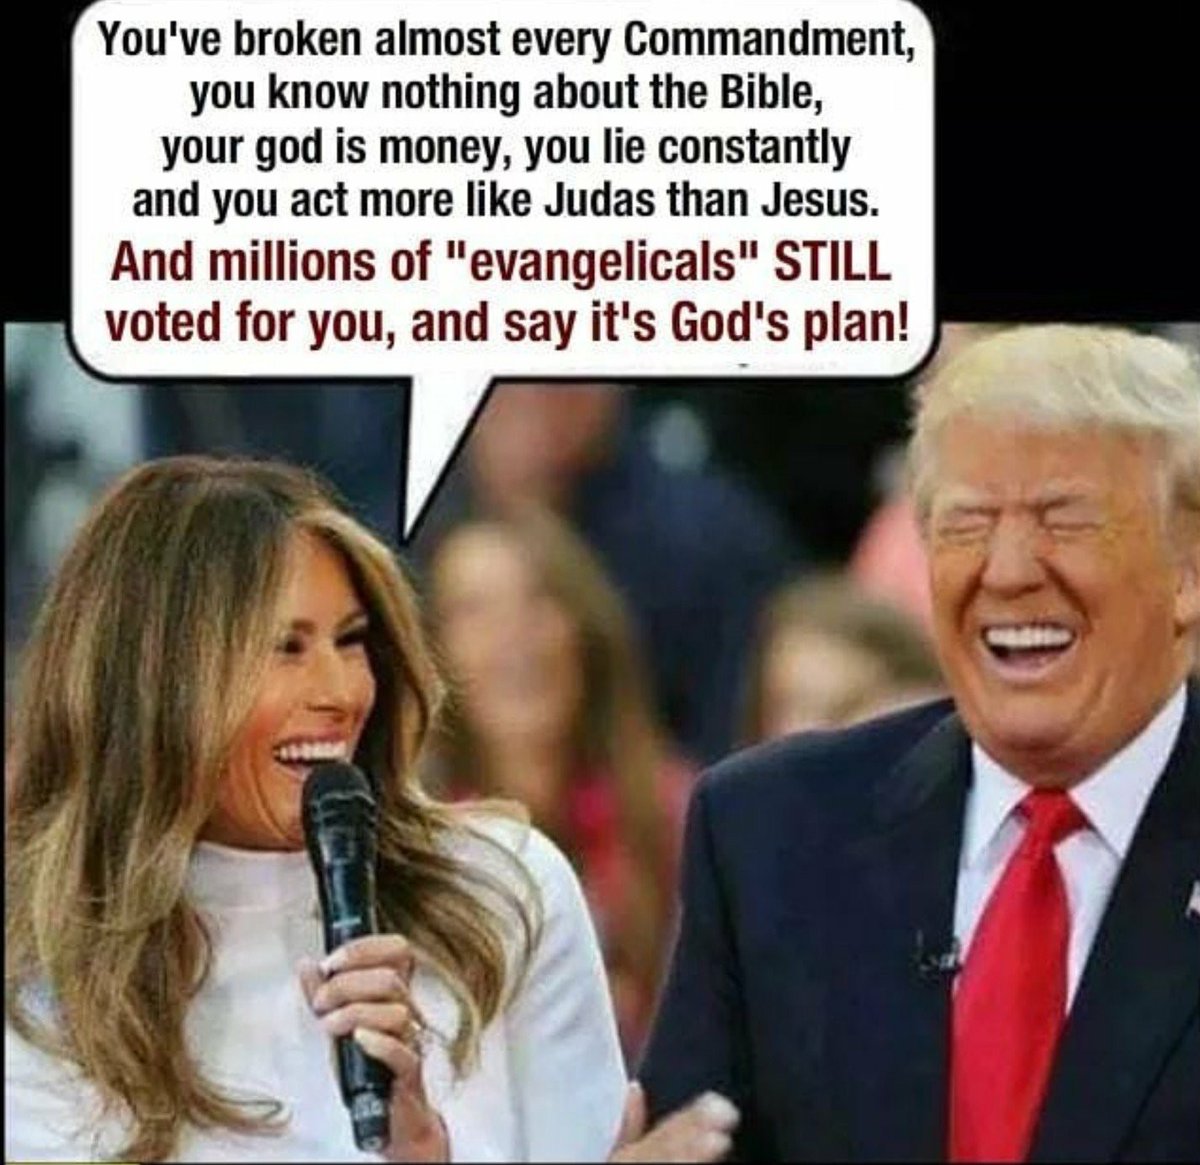 You've broken almost every Commandment,
you know nothing about the Bible,
your god is money, you lie constantly
and you act more like Judas than Jesus.
And millions of "evangelicals" STILL
voted for you, and say it's God's plan!